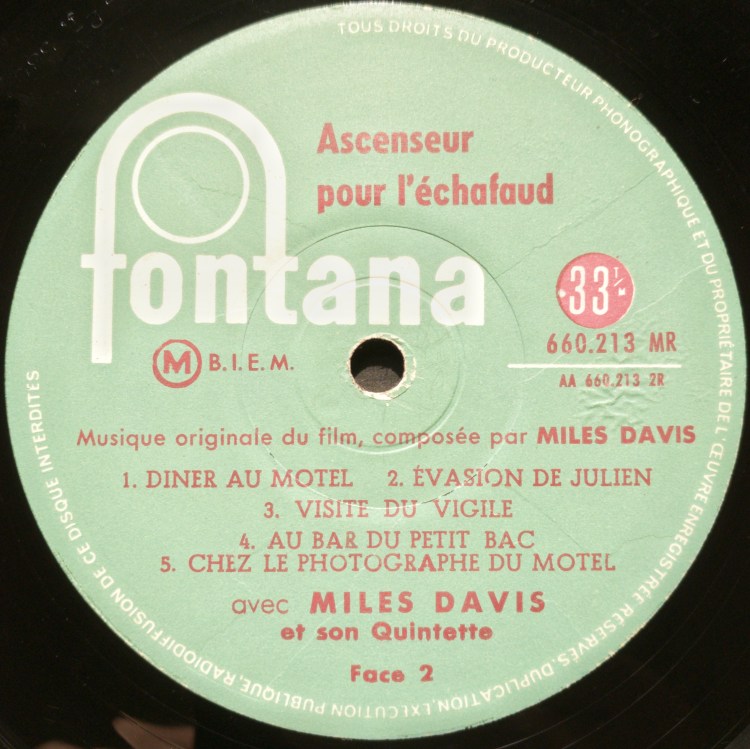 TOUS DROITS DU PRODUCTEUR PHONOGRAPHIQUE ET DU PROPRIÉTAIRE DE L'ŒUVRE ENREGISTRÉE RÉSERVÉS. DUPLICATION, EXÉCUTION PUBLIQUE, RADIODIFFUSION DE CE DISQUE INTERDITES
Ascenseur
pour l'échafaud
fontana
33 T/M
M B.I.E.M.
660.213 MR
AA 660.213 2R
Musique originale du film, composée par MILES DAVIS
1. DINER AU MOTEL 2. ÉVASION DE JULIEN
3. VISITE DU VIGILE
4. AU BAR DU PETIT BAC
5. CHEZ LE PHOTOGRAPHE DU MOTEL
avec MILES DAVIS
et son Quintette
Face 2